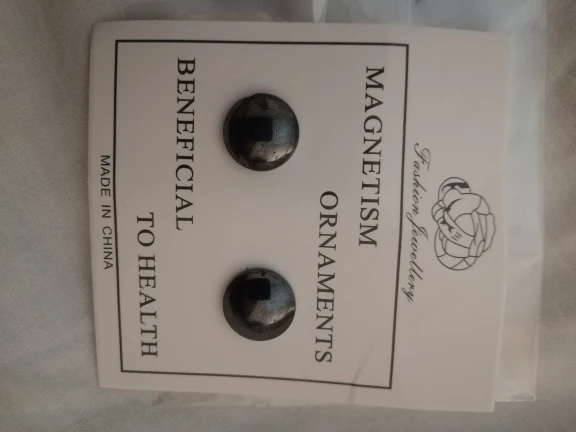 Fashion Jewellery
MAGNETISM
ORNAMENTS
BENEFICIAL
TO HEALTH
MADE IN CHINA